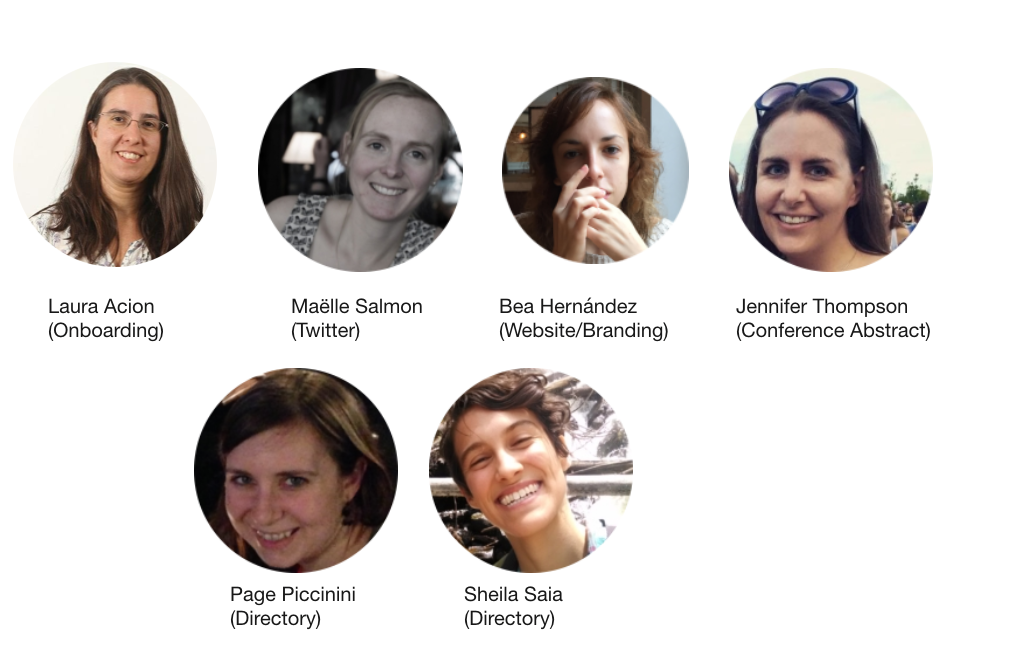 Laura Acion
(Onboarding)
Maëlle Salmon
(Twitter)
Bea Hernández
(Website/Branding)
Jennifer Thompson
(Conference Abstract)
Page Piccinini
(Directory)
Sheila Saia
(Directory)